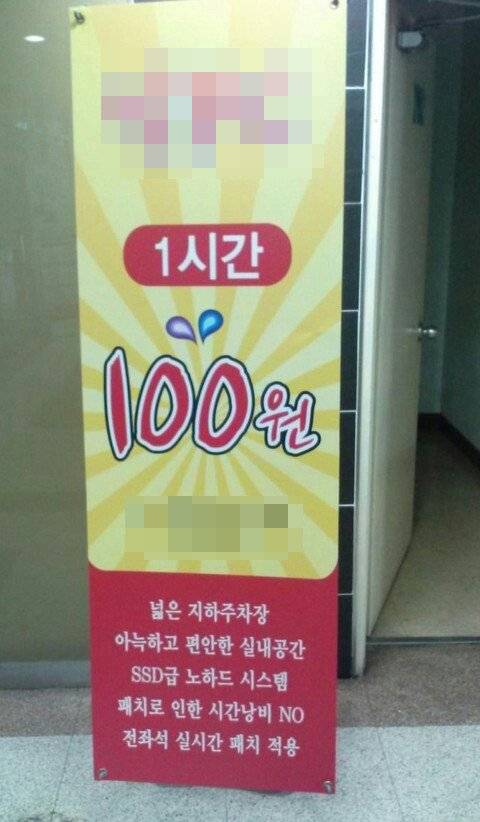 1시간
100원
넓은 지하주차장
아늑하고 편안한 실내공간
SSD급 노하드 시스템
패치로 인한 시간낭비 NO
전좌석 실시간 패치 적용